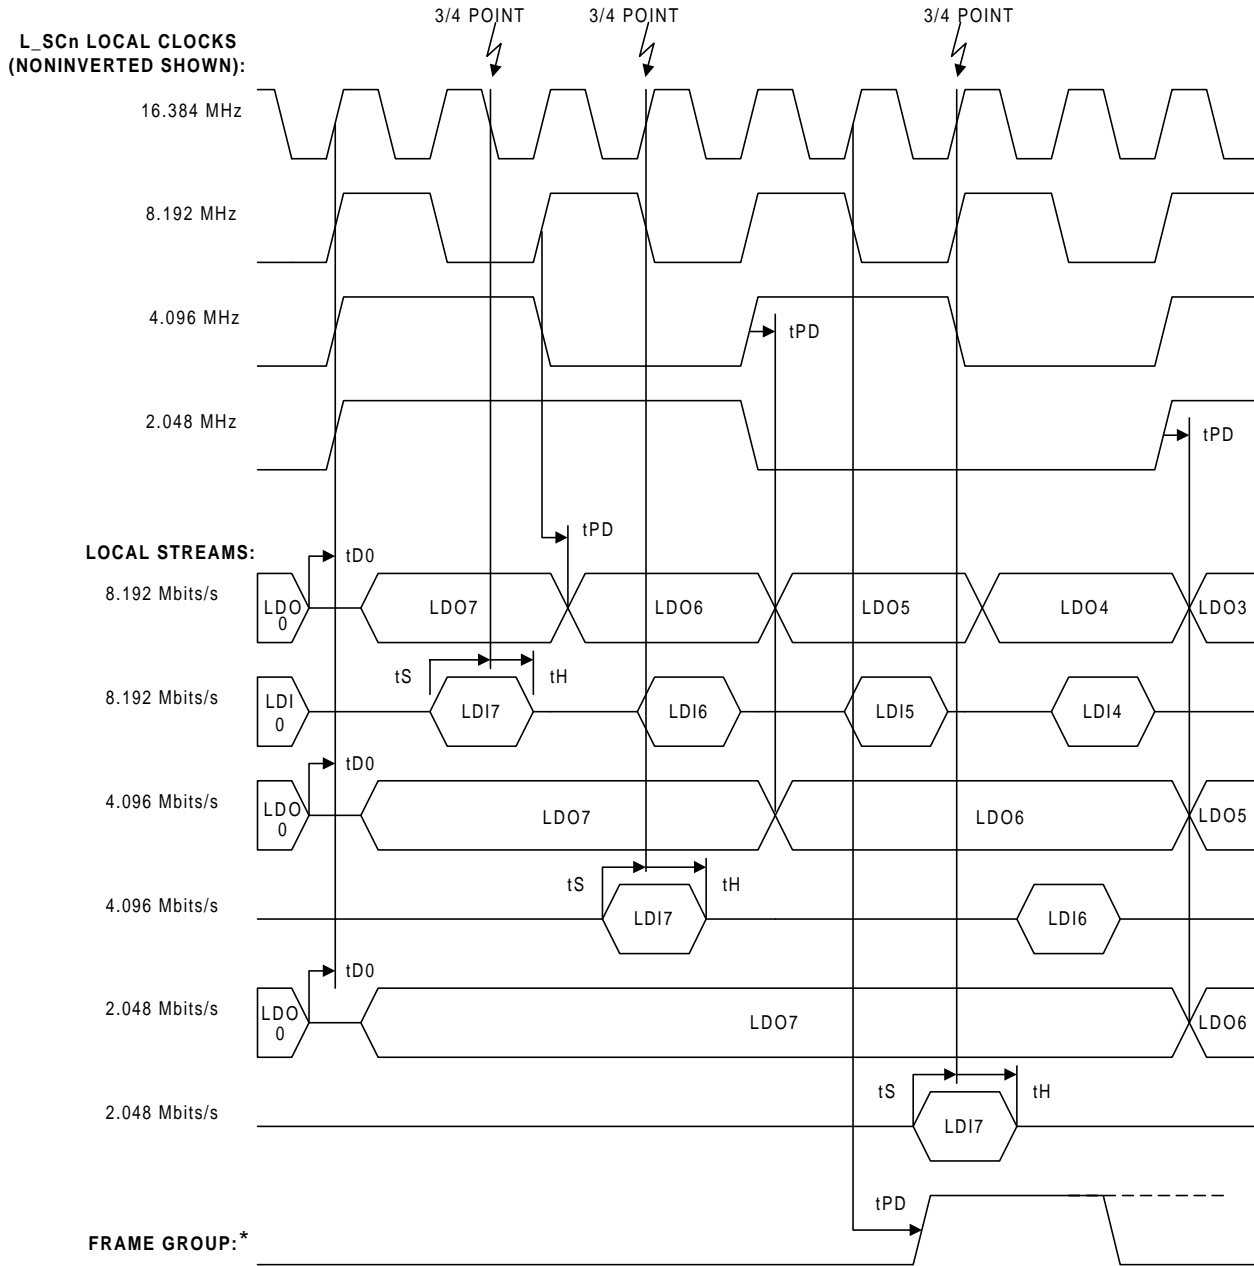 3/4 POINT 3/4 POINT 3/4 POINT
L_SCn LOCAL CLOCKS
(NONINVERTED SHOWN):
16.384 MHz
8.192 MHz
4.096 MHz
tPD
2.048 MHz
tPD
tPD
LOCAL STREAMS:
tD0
8.192 Mbits/s
LDO
0
LDO7 LDO6 LDO5 LDO4 LDO3
tS tH
8.192 Mbits/s
LDI
0
LDI7 LDI6 LDI5 LDI4
tD0
4.096 Mbits/s
LDO
0
LDO7 LDO6 LDO5
tS tH
4.096 Mbits/s
LDI7 LDI6
tD0
2.048 Mbits/s
LDO
0
LDO7 LDO6
tS tH
2.048 Mbits/s
LDI7
tPD
FRAME GROUP:*